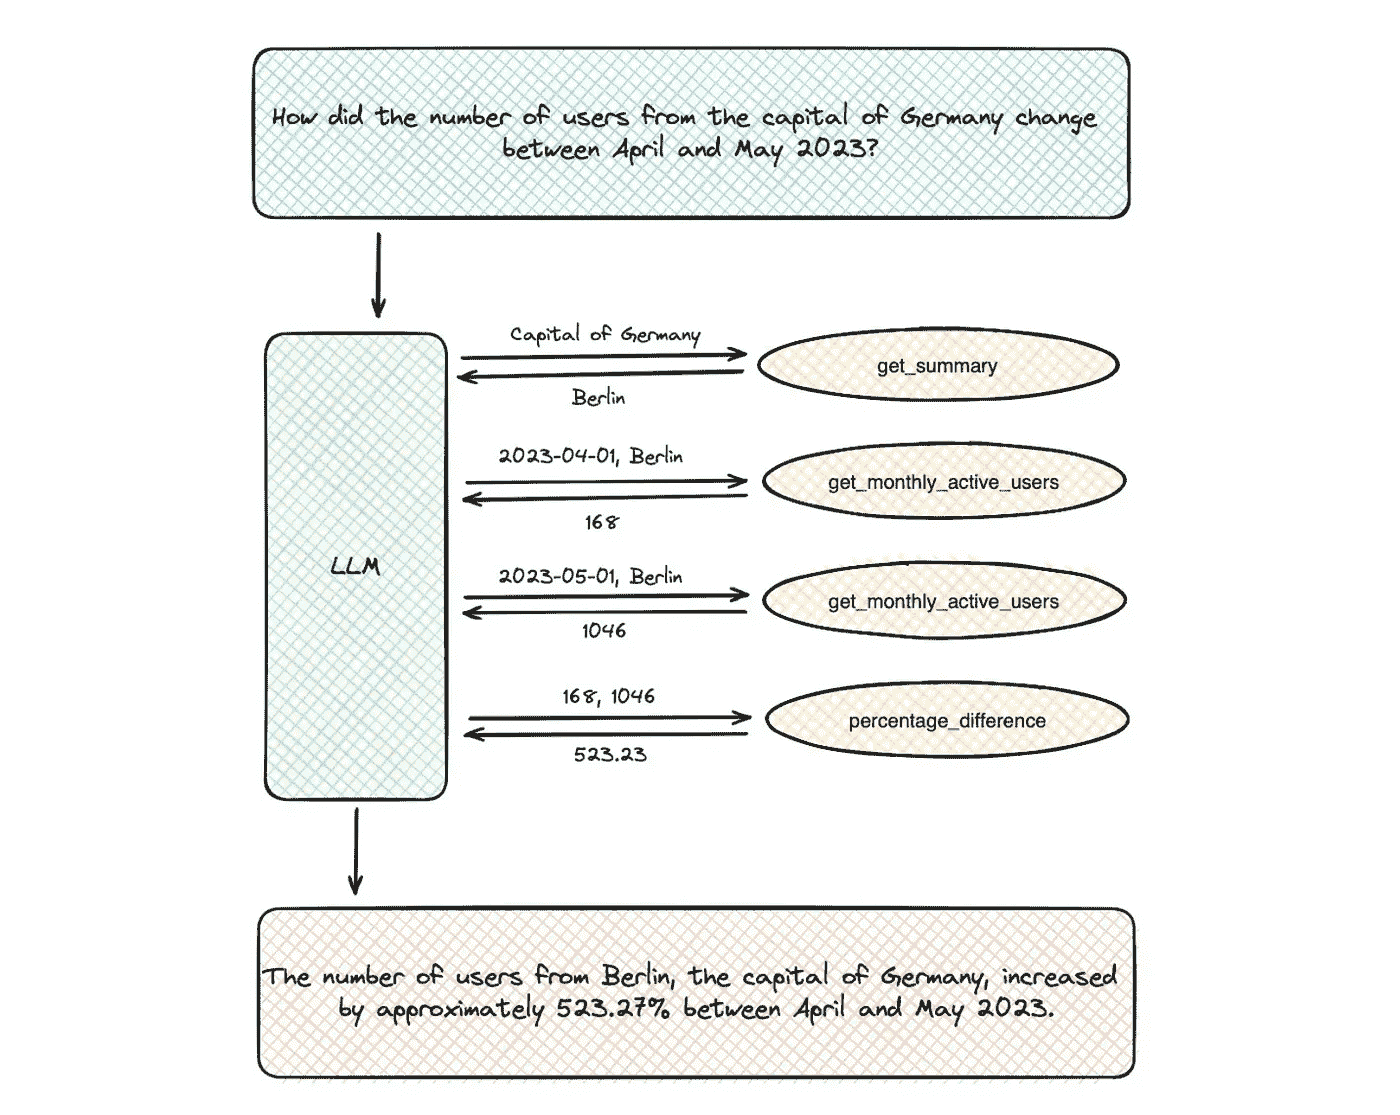 How did the number of users from the capital of Germany change
between April and May 2023?
Capital of Germany
get_summary
Berlin
2023-04-01, Berlin
get_monthly_active_users
168
LLM
2023-05-01, Berlin
get_monthly_active_users
1046
168, 1046
percentage_difference
523.23
The number of users from Berlin, the capital of Germany, increased
by approximately 523.27% between April and May 2023.